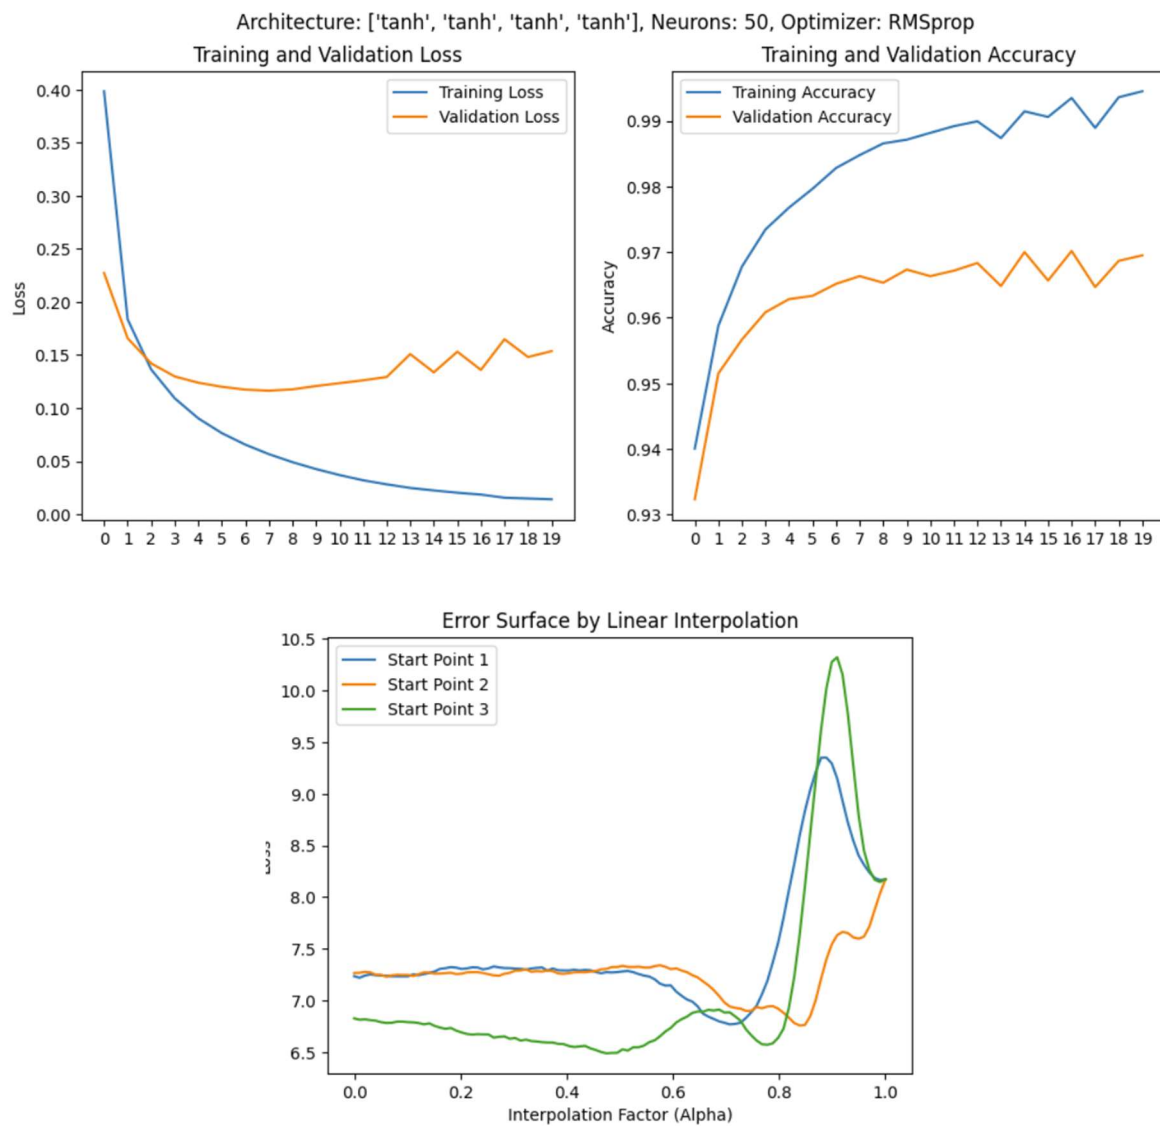 Architecture: ['tanh', 'tanh', 'tanh', 'tanh'], Neurons: 50, Optimizer: RMSprop
Training and Validation Loss
Training Loss
Validation Loss
0.40
0.35
0.30
0.25
0.20
0.15
0.10
0.05
0.00
Loss
0 1 2 3 4 5 6 7 8 9 10 11 12 13 14 15 16 17 18 19
Training and Validation Accuracy
Training Accuracy
Validation Accuracy
0.99
0.98
0.97
0.96
0.95
0.94
0.93
Accuracy
0 1 2 3 4 5 6 7 8 9 10 11 12 13 14 15 16 17 18 19
Error Surface by Linear Interpolation
Start Point 1
Start Point 2
Start Point 3
10.5
10.0
9.5
9.0
8.5
8.0
7.5
7.0
6.5
0.0 0.2 0.4 0.6 0.8 1.0
Interpolation Factor (Alpha)